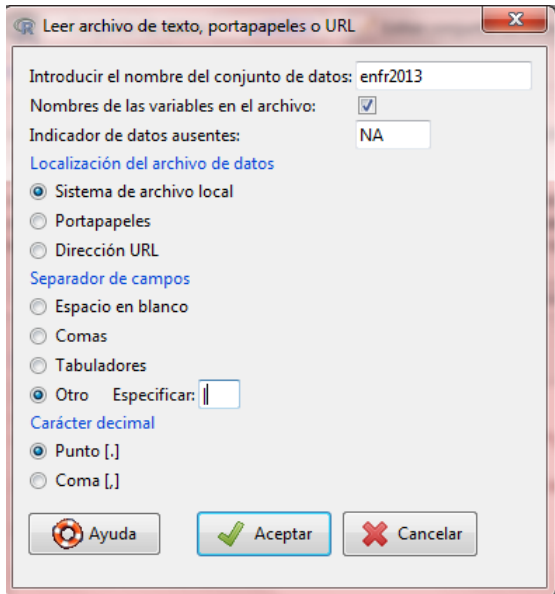 Leer archivo de texto, portapapeles o URL
Introducir el nombre del conjunto de datos: enfr2013
Nombres de las variables en el archivo:
Indicador de datos ausentes: NA
Localización del archivo de datos
Sistema de archivo local
Portapapeles
Dirección URL
Separador de campos
Espacio en blanco
Comas
Tabuladores
Otro Especificar: |
Carácter decimal
Punto [.]
Coma [,]
Ayuda Aceptar Cancelar